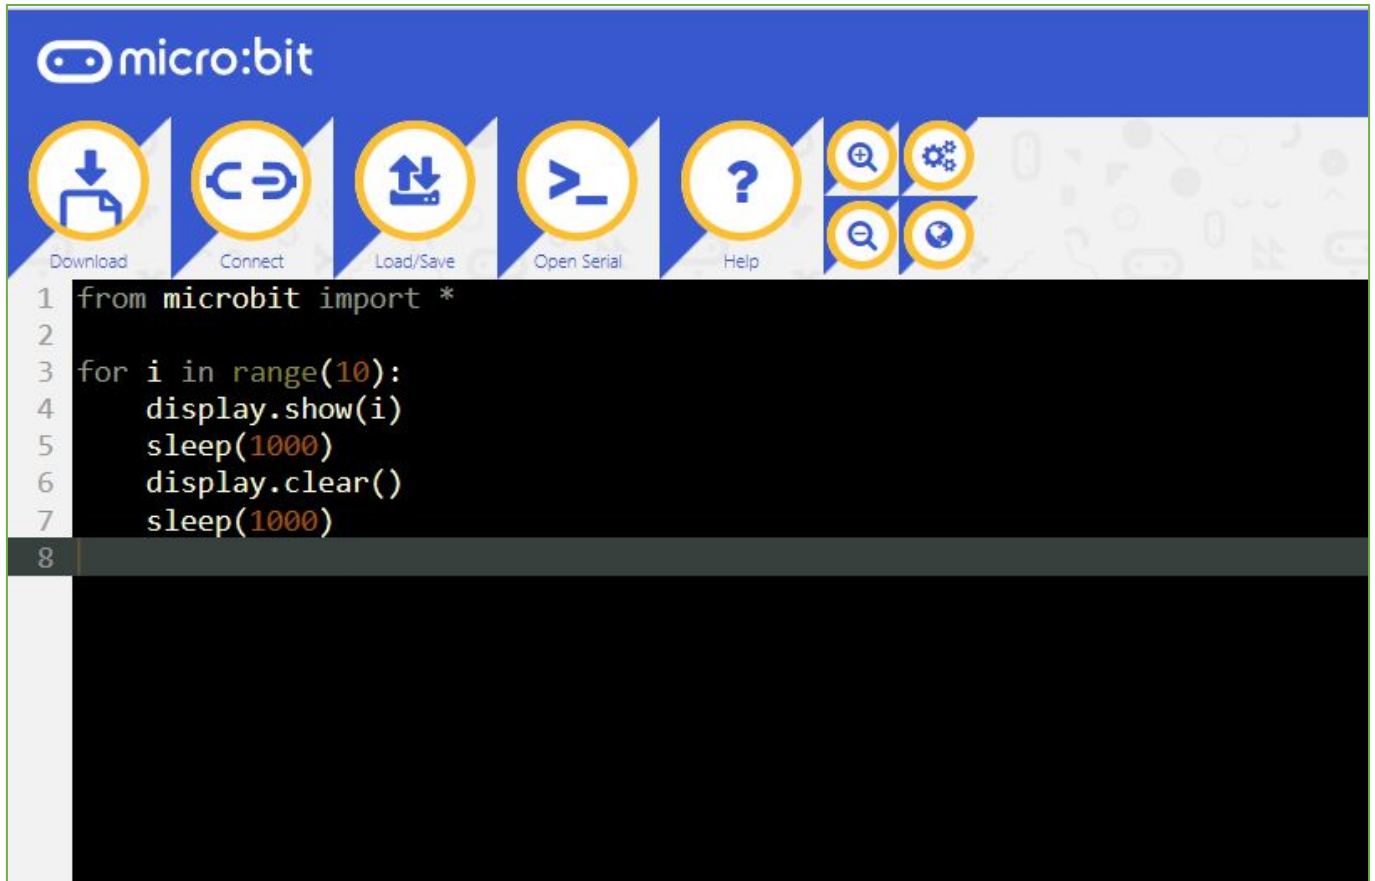 micro:bit
Download Connect Load/Save Open Serial Help
1 from microbit import *
2
3 for i in range(10):
4     display.show(i)
5     sleep(1000)
6     display.clear()
7     sleep(1000)
8